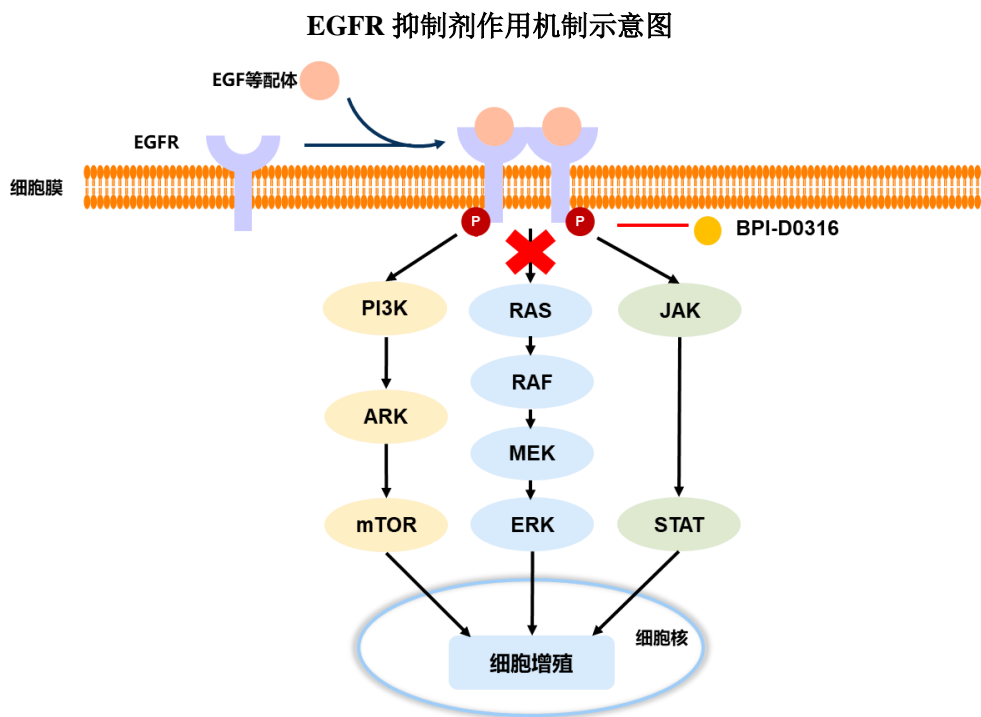 EGFR 抑制剂作用机制示意图
EGF等配体
EGFR
细胞膜
P
P
BPI-D0316
PI3K
RAS
JAK
RAF
ARK
MEK
mTOR
ERK
STAT
细胞核
细胞增殖